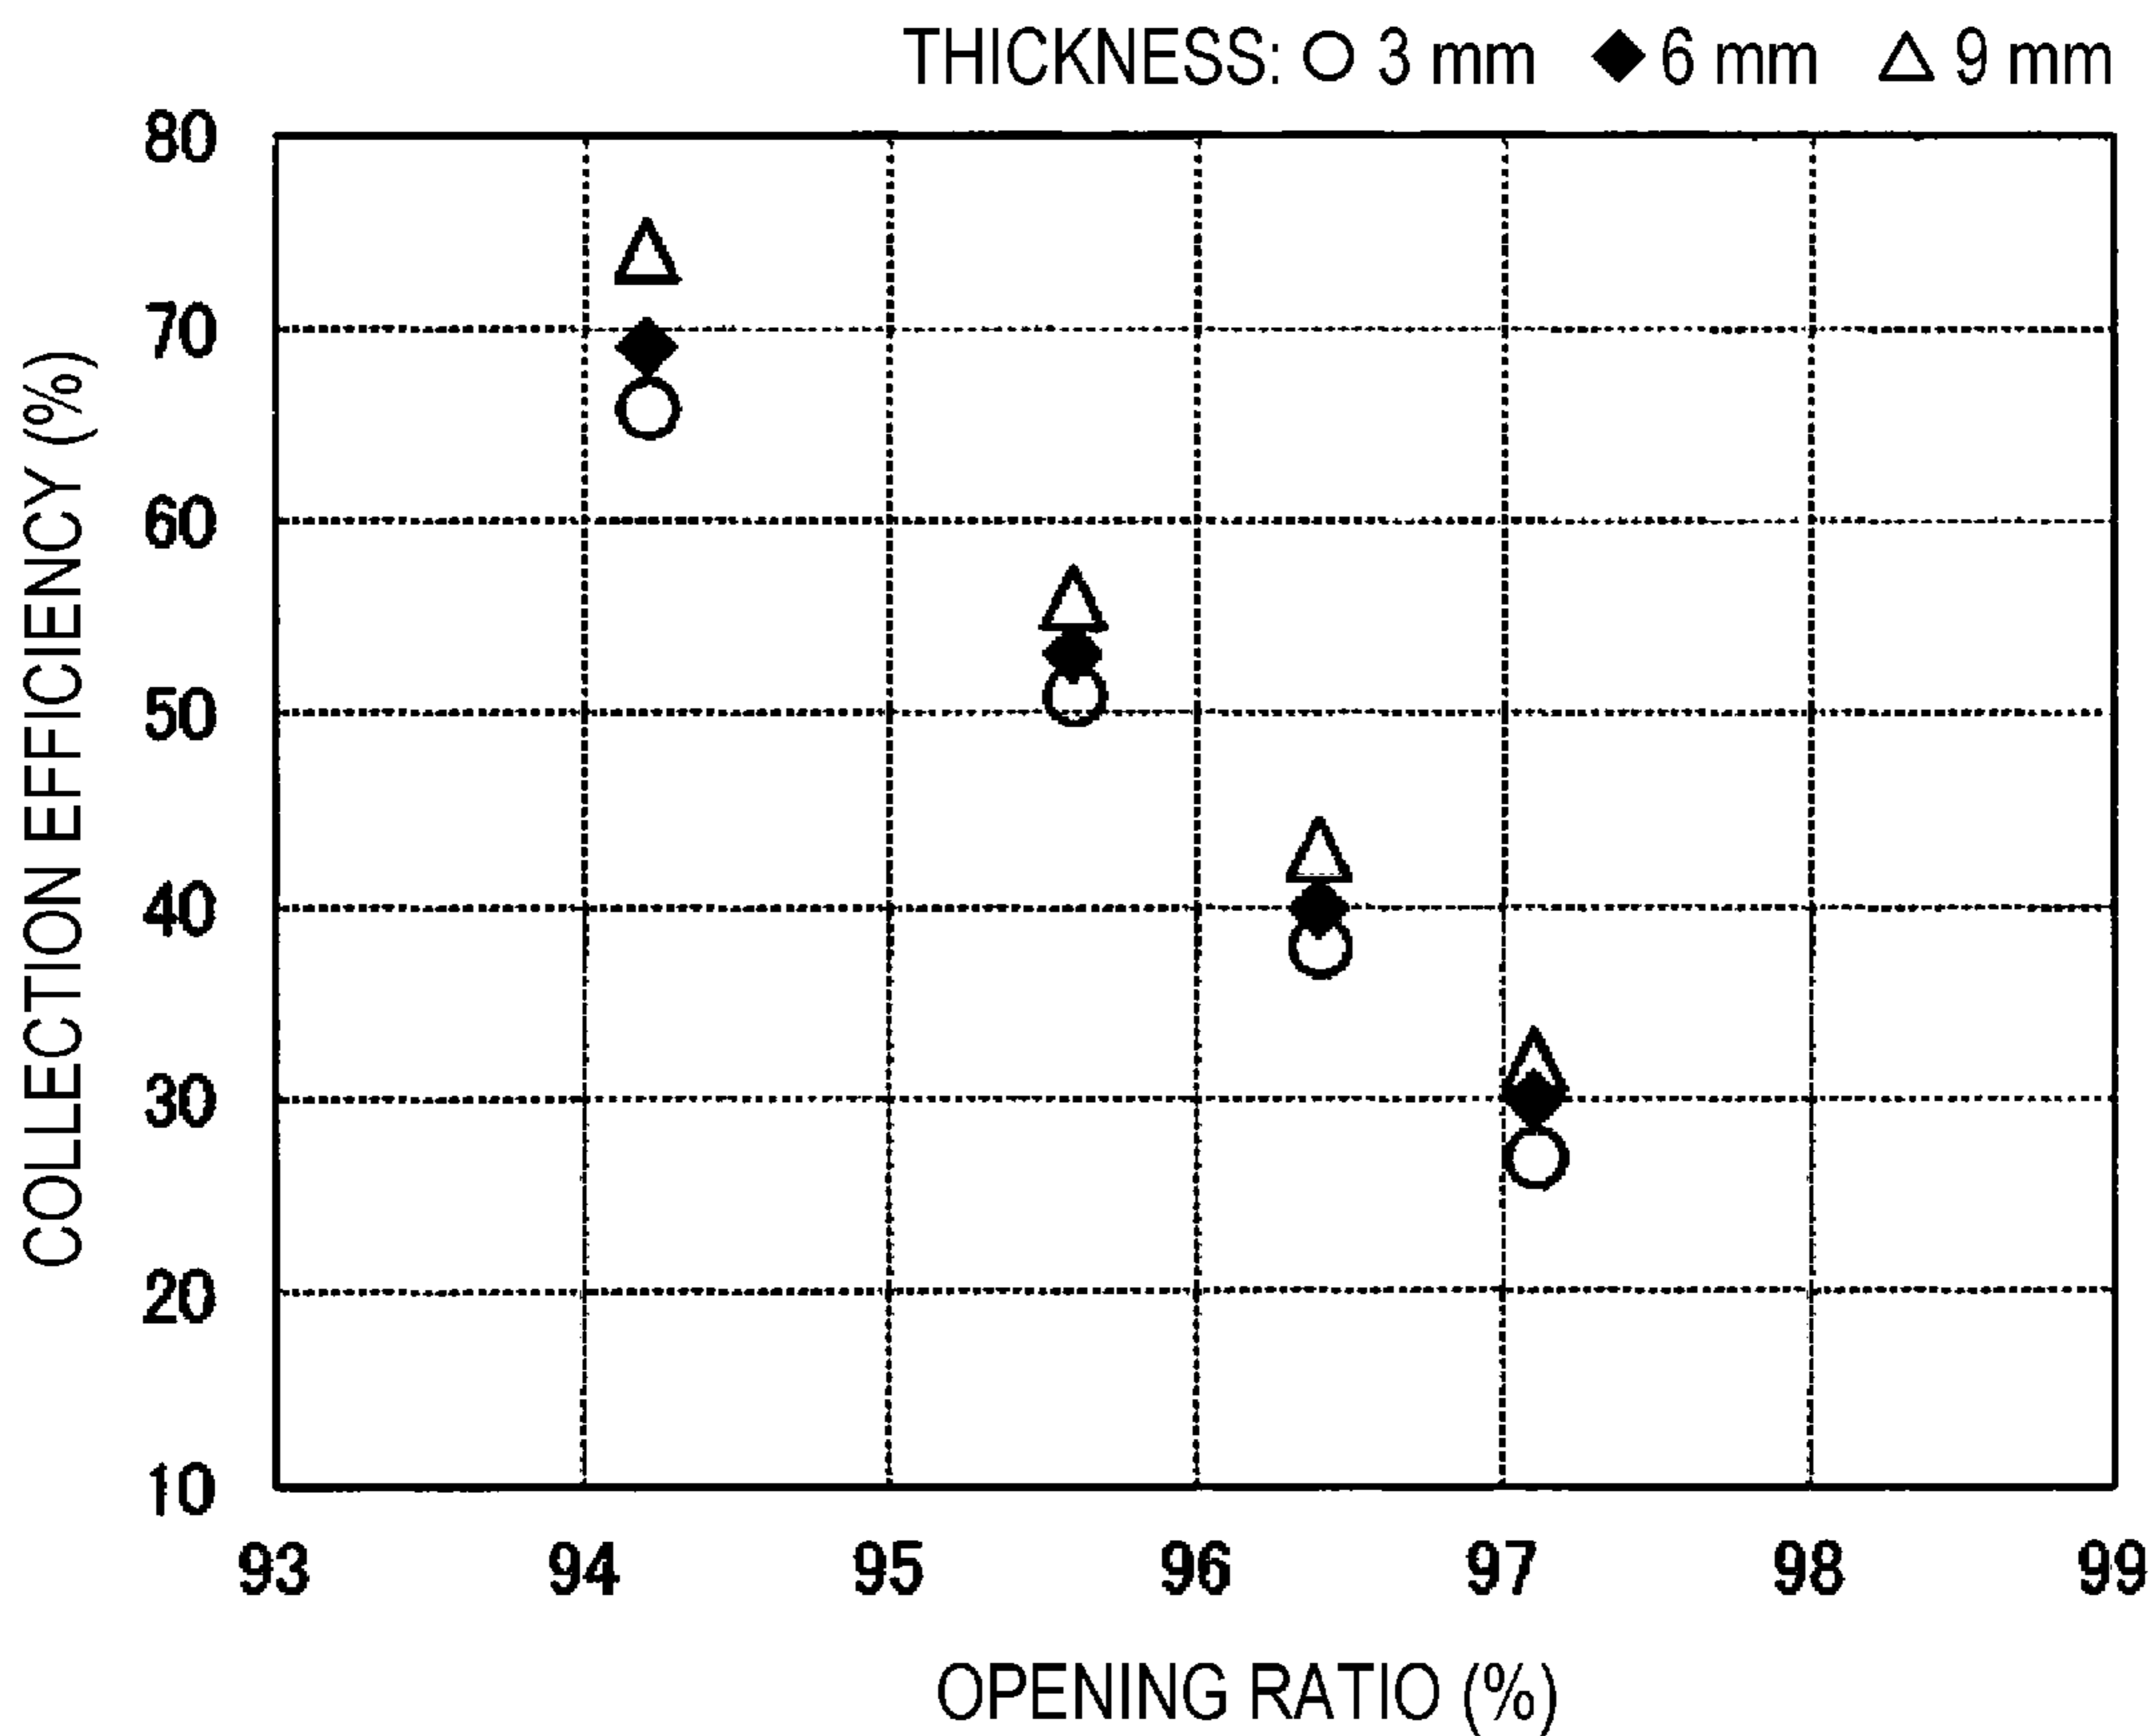 THICKNESS: ○ 3 mm ◆ 6 mm △ 9 mm
80
70
60
50
40
30
20
10
COLLECTION EFFICIENCY (%)
93 94 95 96 97 98 99
OPENING RATIO (%)